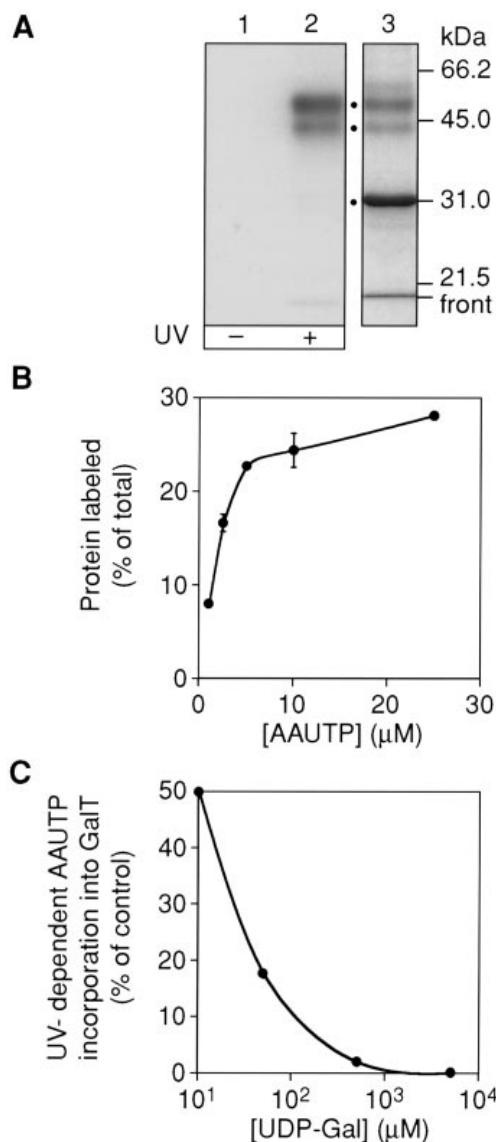 A
1 2 3 kDa
66.2
45.0
31.0
21.5
front
UV − +
B
Protein labeled
(% of total)
30
20
10
0
0 10 20 30
[AAUTP] (μM)
C
UV- dependent AAUTP
incorporation into GalT
(% of control)
50
40
30
20
10
0
10¹ 10² 10³ 10⁴
[UDP-Gal] (μM)